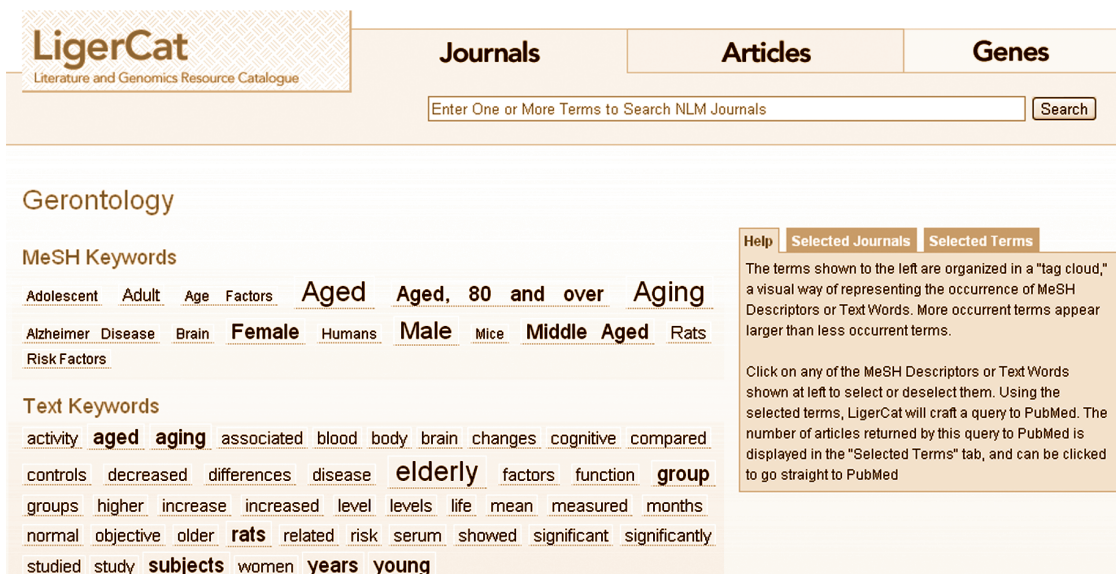 LigerCat
Literature and Genomics Resource Catalogue
Journals
Articles
Genes
Enter One or More Terms to Search NLM Journals
Search
Gerontology
MeSH Keywords
Adolescent Adult Age Factors Aged Aged, 80 and over Aging
Alzheimer Disease Brain Female Humans Male Mice Middle Aged Rats
Risk Factors
Text Keywords
activity aged aging associated blood body brain changes cognitive compared
controls decreased differences disease elderly factors function group
groups higher increase increased level levels life mean measured months
normal objective older rats related risk serum showed significant significantly
studied study subjects women years young
Help Selected Journals Selected Terms
The terms shown to the left are organized in a "tag cloud,"
a visual way of representing the occurrence of MeSH
Descriptors or Text Words. More occurrent terms appear
larger than less occurrent terms.
Click on any of the MeSH Descriptors or Text Words
shown at left to select or deselect them. Using the
selected terms, LigerCat will craft a query to PubMed. The
number of articles returned by this query to PubMed is
displayed in the "Selected Terms" tab, and can be clicked
to go straight to PubMed